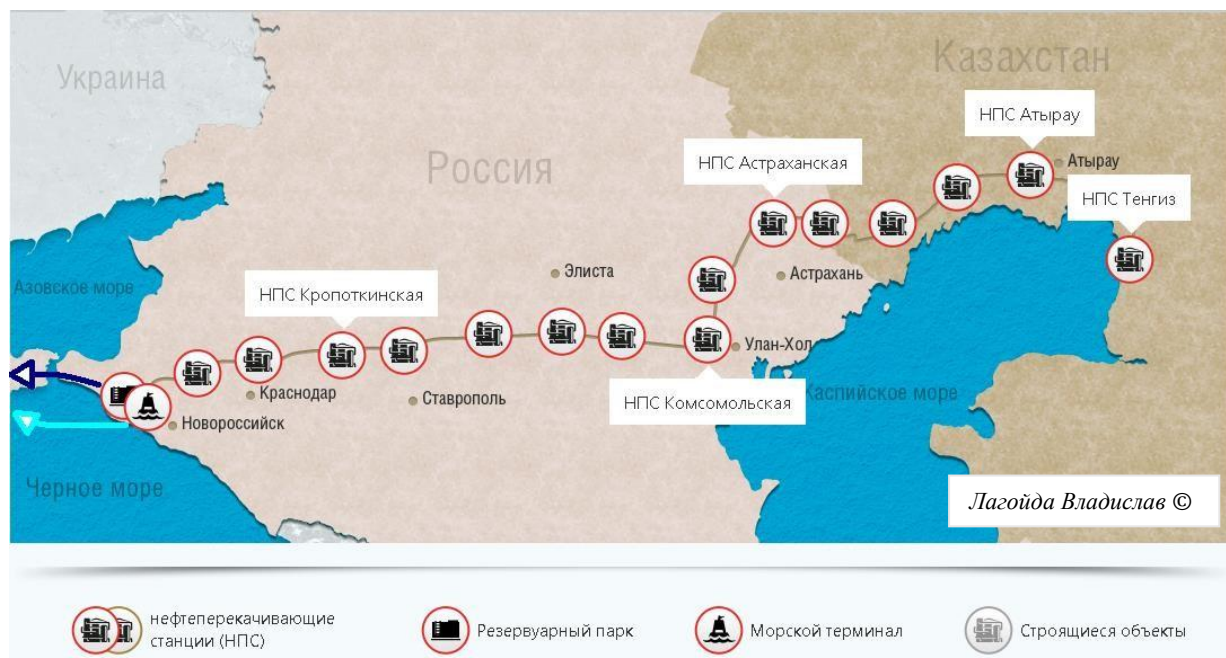 Украина
Казахстан
НПС Атырау
Россия
НПС Астраханская
Атырау
НПС Тенгиз
Элиста
Астрахань
Азовское море
НПС Кропоткинская
Улан-Хол
Краснодар
Ставрополь
НПС Комсомольская
Каспийское море
Новороссийск
Черное море
Лагойда Владислав ©
нефтеперекачивающие
станции (НПС)
Резервуарный парк
Морской терминал
Строящиеся объекты